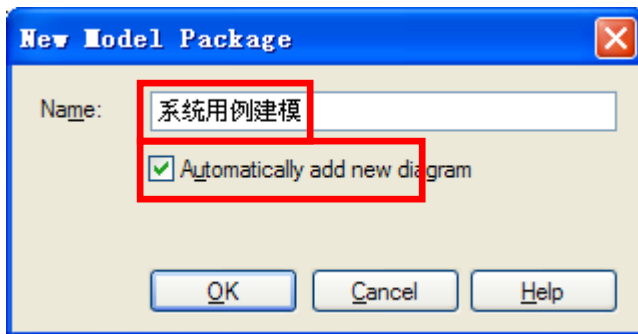 New Model Package
Name: 系统用例建模
Automatically add new diagram
OK Cancel Help